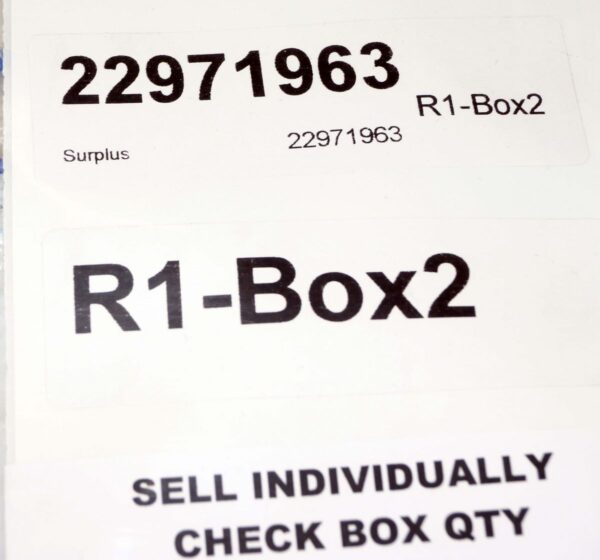 22971963
R1-Box2
Surplus
22971963
R1-Box2
SELL INDIVIDUALLY
CHECK BOX QTY